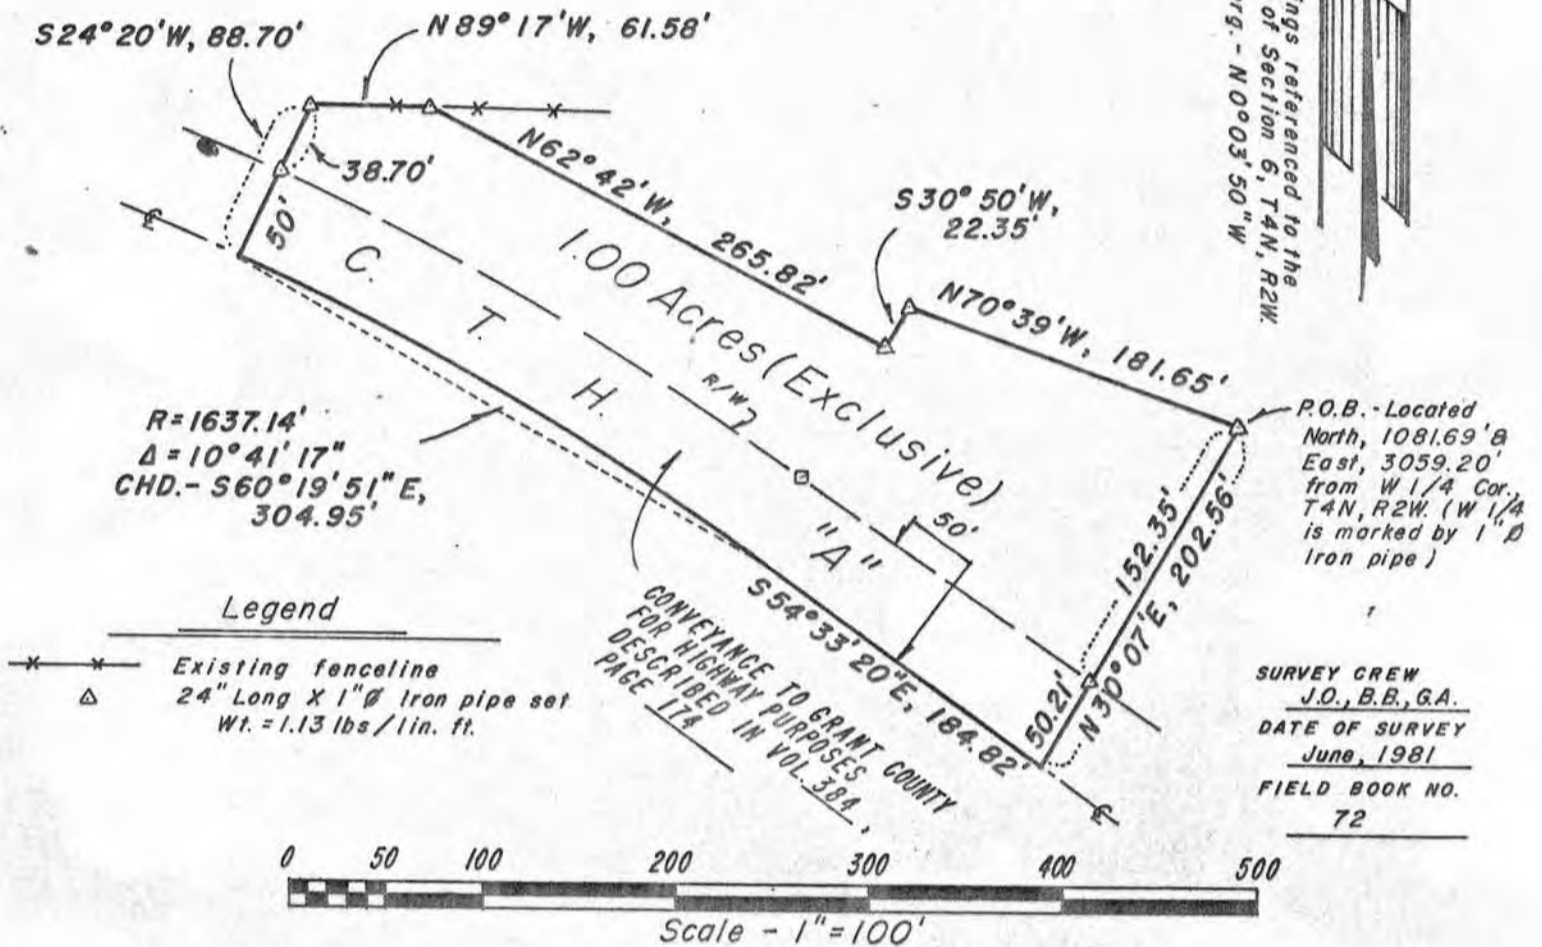 S24°20'W, 88.70'
N89°17'W, 61.58'
38.70'
50'
℄
N62°42'W, 265.82'
S30°50'W,
22.35'
N70°39'W, 181.65'
ings referenced to the
of Section 6, T4N, R2W.
rg. - N0°03'50"W
C. T. H. "A"
1.00 Acres (Exclusive)
R/W
R=1637.14'
Δ=10°41'17"
CHD.-S60°19'51"E,
304.95'
P.O.B.-Located
North, 1081.69' &
East, 3059.20'
from W 1/4 Cor.,
T4N, R2W. (W 1/4
is marked by 1"Ø
Iron pipe)
50'
152.35'
N30°07'E, 202.56'
50.21'
S54°33'20"E, 184.82'
℄
CONVEYANCE TO GRANT COUNTY
FOR HIGHWAY PURPOSES
DESCRIBED IN VOL. 384,
PAGE 174
Legend
Existing fenceline
Δ 24" Long X 1"Ø Iron pipe set
Wt. = 1.13 lbs/lin. ft.
SURVEY CREW
J.O., B.B., G.A.
DATE OF SURVEY
June, 1981
FIELD BOOK NO.
72
0 50 100 200 300 400 500
Scale - 1"=100'